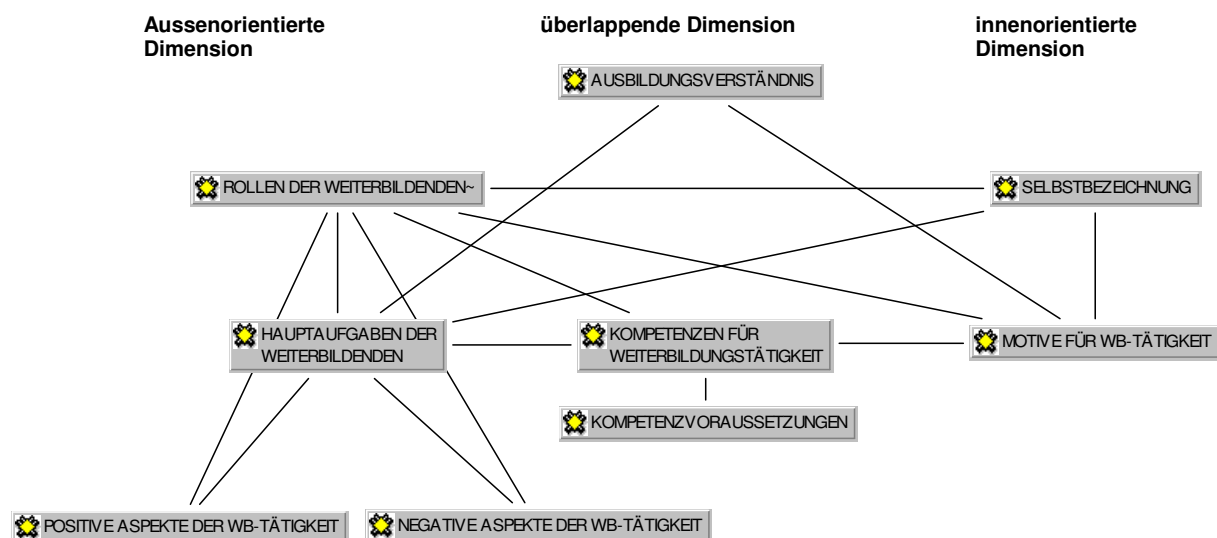 Aussenorientierte
Dimension
überlappende Dimension
innenorientierte
Dimension
AUSBILDUNGSVERSTÄNDNIS
ROLLEN DER WEITERBILDENDEN~
SELBSTBEZEICHNUNG
HAUPTAUFGABEN DER
WEITERBILDENDEN
KOMPETENZEN FÜR
WEITERBILDUNGSTÄTIGKEIT
MOTIVE FÜR WB-TÄTIGKEIT
KOMPETENZVORAUSSETZUNGEN
POSITIVE ASPEKTE DER WB-TÄTIGKEIT
NEGATIVE ASPEKTE DER WB-TÄTIGKEIT